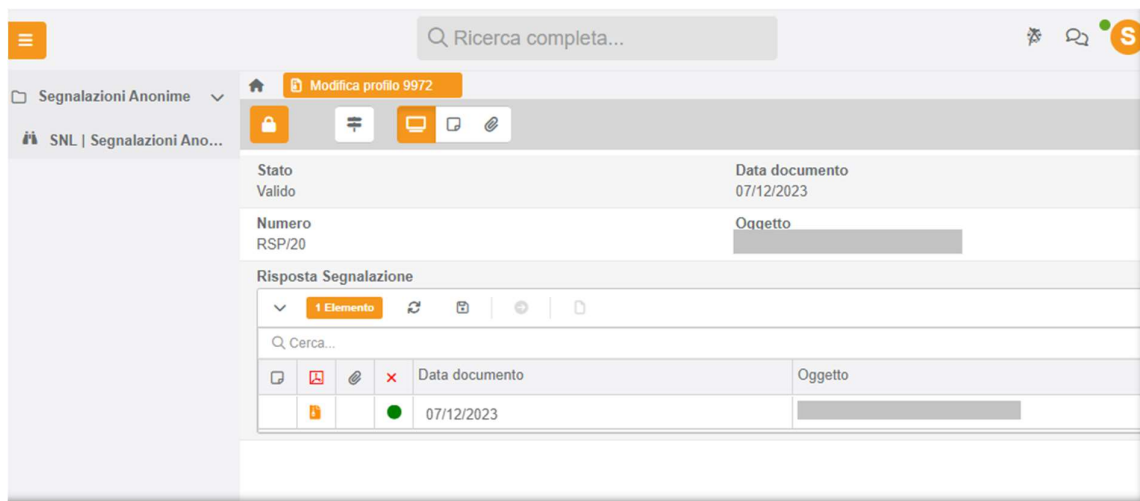 Ricerca completa...
S
Segnalazioni Anonime
Modifica profilo 9972
SNL | Segnalazioni Ano...
Stato
Data documento
Valido
07/12/2023
Numero
Oggetto
RSP/20
Risposta Segnalazione
1 Elemento
Cerca...
Data documento
Oggetto
07/12/2023